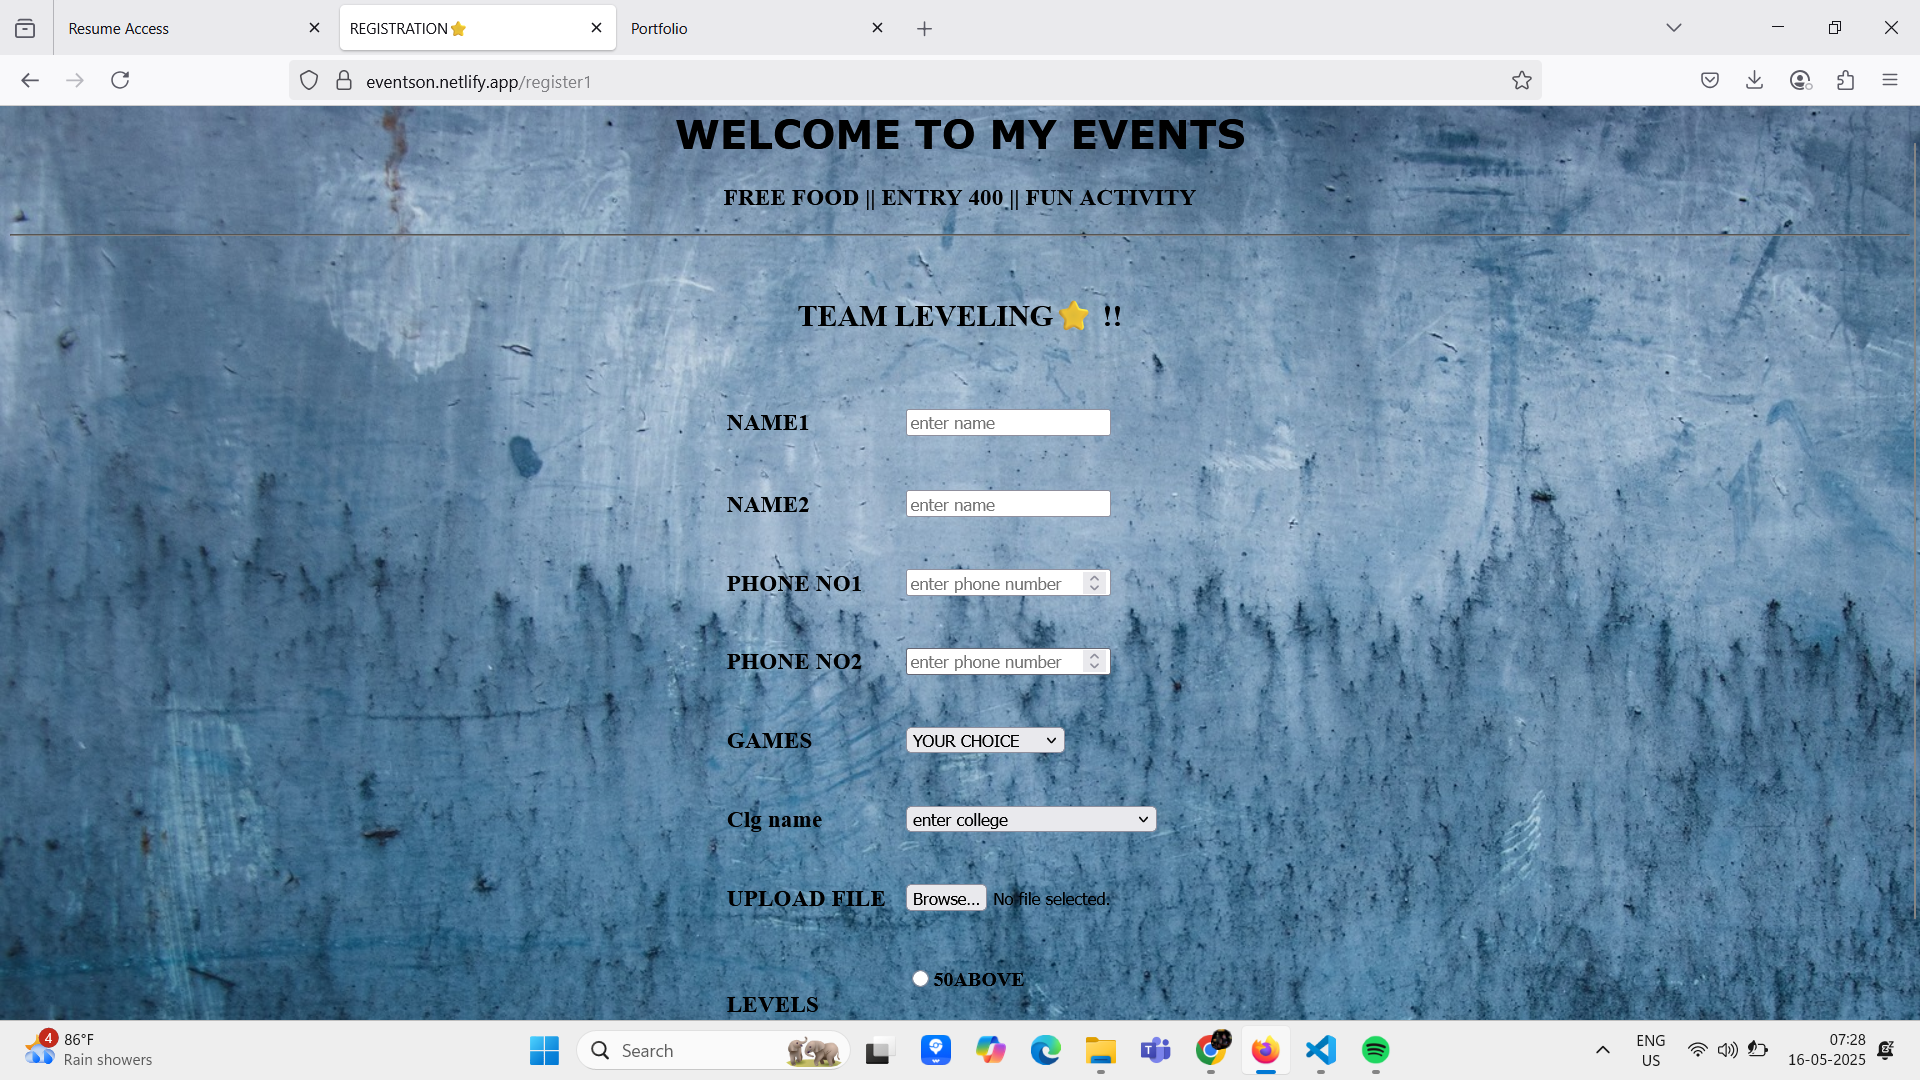 Resume Access
REGISTRATION⭐
Portfolio
eventson.netlify.app/register1
WELCOME TO MY EVENTS
FREE FOOD || ENTRY 400 || FUN ACTIVITY
TEAM LEVELING⭐ !!
NAME1 enter name
NAME2 enter name
PHONE NO1 enter phone number
PHONE NO2 enter phone number
GAMES YOUR CHOICE
Clg name enter college
UPLOAD FILE Browse... No file selected.
50ABOVE
LEVELS
4
86°F
Rain showers
Search
ENG
US
07:28
16-05-2025